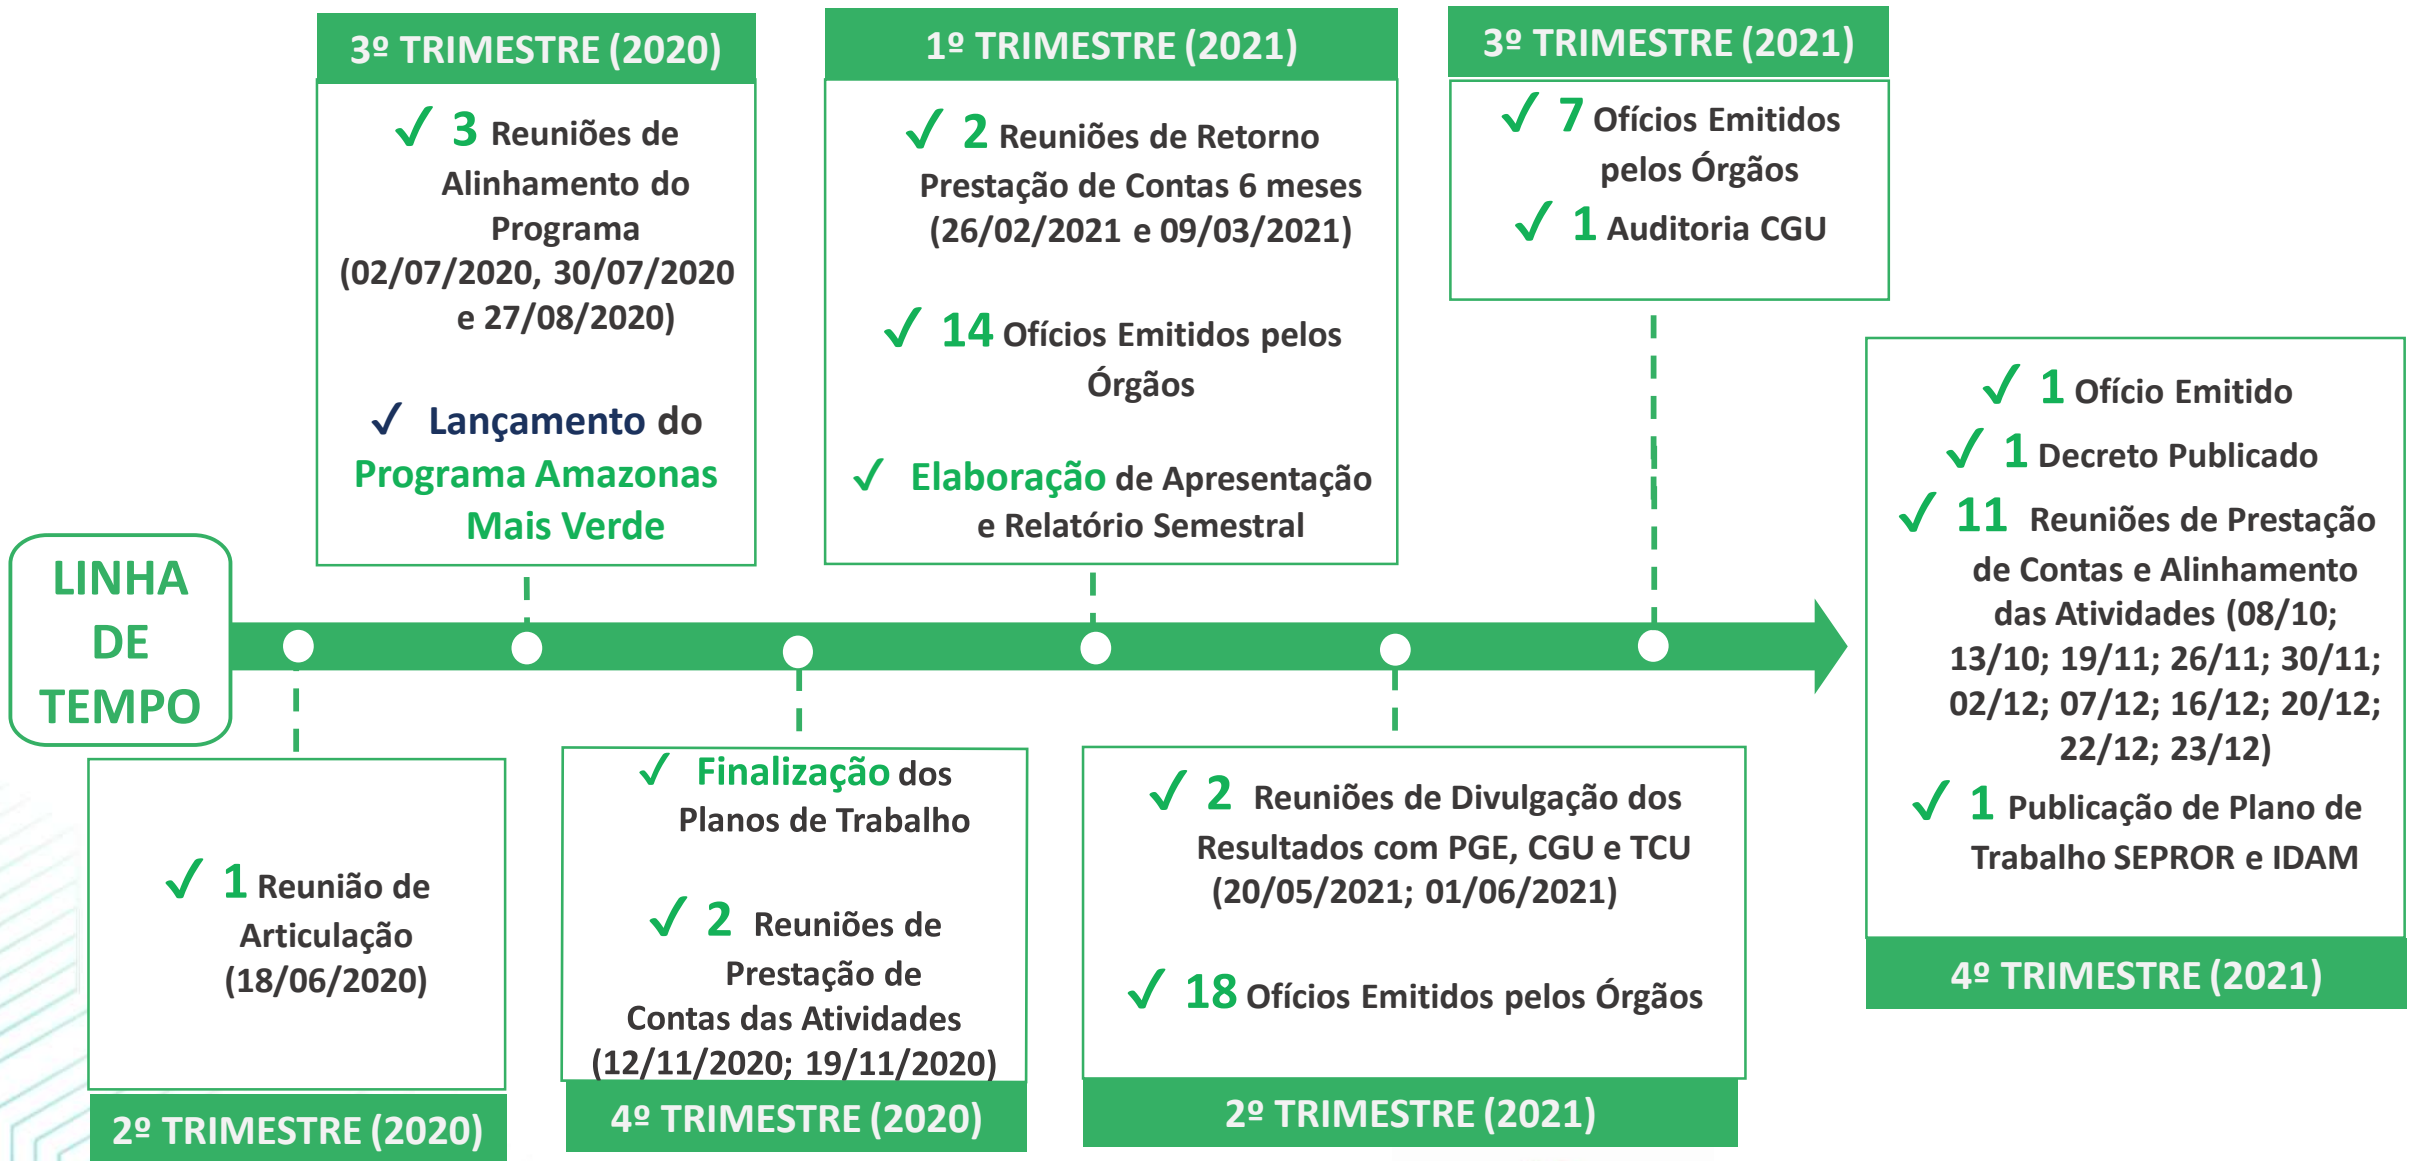 LINHA
DE
TEMPO
✓ 1 Reunião de
Articulação
(18/06/2020)
2º TRIMESTRE (2020)
3º TRIMESTRE (2020)
✓ 3 Reuniões de
Alinhamento do
Programa
(02/07/2020, 30/07/2020
e 27/08/2020)
✓ Lançamento do
Programa Amazonas
Mais Verde
✓ Finalização dos
Planos de Trabalho
✓ 2 Reuniões de
Prestação de
Contas das Atividades
(12/11/2020; 19/11/2020)
4º TRIMESTRE (2020)
1º TRIMESTRE (2021)
✓ 2 Reuniões de Retorno
Prestação de Contas 6 meses
(26/02/2021 e 09/03/2021)
✓ 14 Ofícios Emitidos pelos
Órgãos
✓ Elaboração de Apresentação
e Relatório Semestral
✓ 2 Reuniões de Divulgação dos
Resultados com PGE, CGU e TCU
(20/05/2021; 01/06/2021)
✓ 18 Ofícios Emitidos pelos Órgãos
2º TRIMESTRE (2021)
3º TRIMESTRE (2021)
✓ 7 Ofícios Emitidos
pelos Órgãos
✓ 1 Auditoria CGU
✓ 1 Ofício Emitido
✓ 1 Decreto Publicado
✓ 11 Reuniões de Prestação
de Contas e Alinhamento
das Atividades (08/10;
13/10; 19/11; 26/11; 30/11;
02/12; 07/12; 16/12; 20/12;
22/12; 23/12)
✓ 1 Publicação de Plano de
Trabalho SEPROR e IDAM
4º TRIMESTRE (2021)